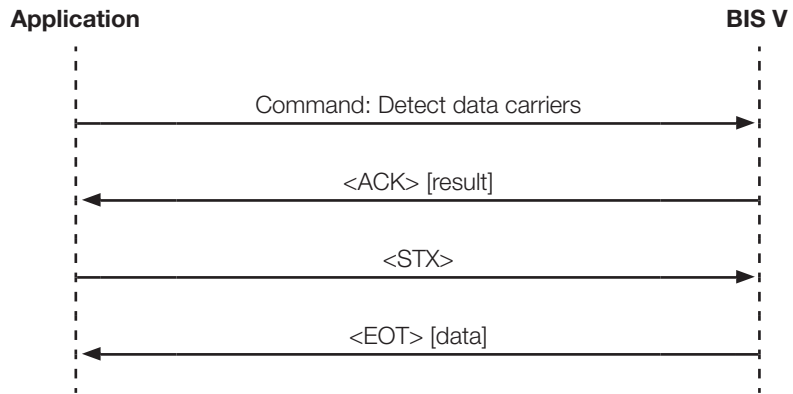 Application BIS V
Command: Detect data carriers
<ACK> [result]
<STX>
<EOT> [data]